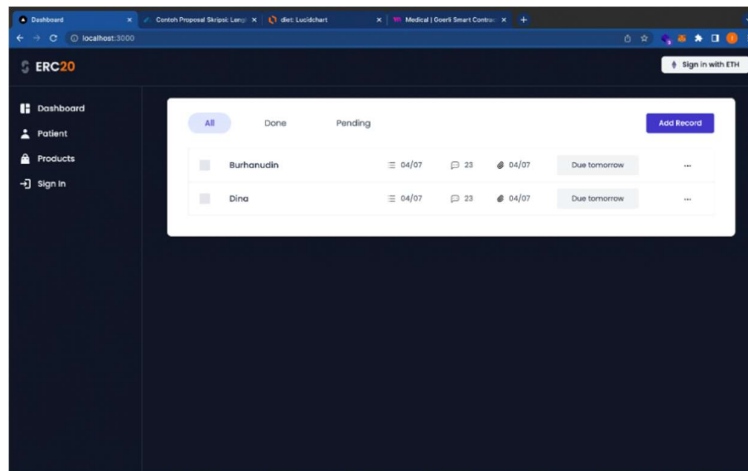 Dashboard
Contoh Proposal Skripsi: Lang
diet: Lucidchart
Medical | Goerli Smart Contrac
localhost:3000
ERC20
Sign in with ETH
Dashboard
Patient
Products
Sign In
All Done Pending
Add Record
Burhanudin 04/07 23 04/07 Due tomorrow
Dina 04/07 23 04/07 Due tomorrow